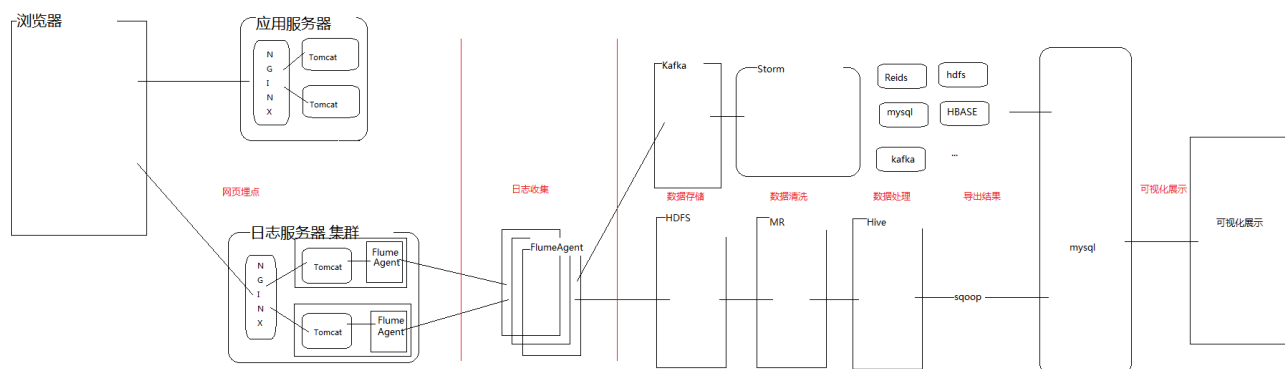 浏览器
应用服务器
N
G
I
N
X
Tomcat
Tomcat
网页埋点
日志服务器 集群
N
G
I
N
X
Tomcat
Flume
Agent
Tomcat
Flume
Agent
日志收集
FlumeAgent
Kafka
Storm
Reids
hdfs
mysql
HBASE
kafka
...
数据存储
数据清洗
数据处理
导出结果
HDFS
MR
Hive
sqoop
mysql
可视化展示
可视化展示